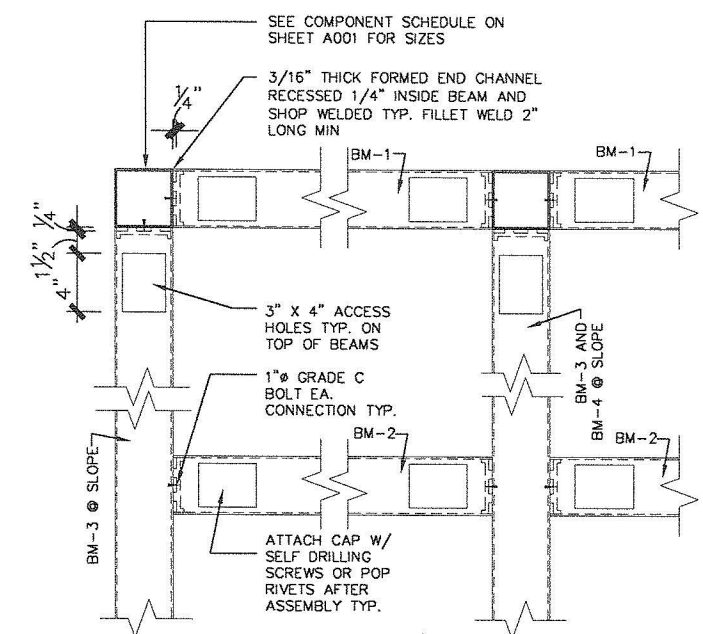 SEE COMPONENT SCHEDULE ON
SHEET A001 FOR SIZES
3/16" THICK FORMED END CHANNEL
RECESSED 1/4" INSIDE BEAM AND
SHOP WELDED TYP. FILLET WELD 2"
LONG MIN
1/4"
BM-1
BM-1
1/4"
1 1/2"
4"
3" X 4" ACCESS
HOLES TYP. ON
TOP OF BEAMS
1"ø GRADE C
BOLT EA.
CONNECTION TYP.
BM-3 AND
BM-4 @ SLOPE
BM-2
BM-2
BM-3 @ SLOPE
ATTACH CAP W/
SELF DRILLING
SCREWS OR POP
RIVETS AFTER
ASSEMBLY TYP.